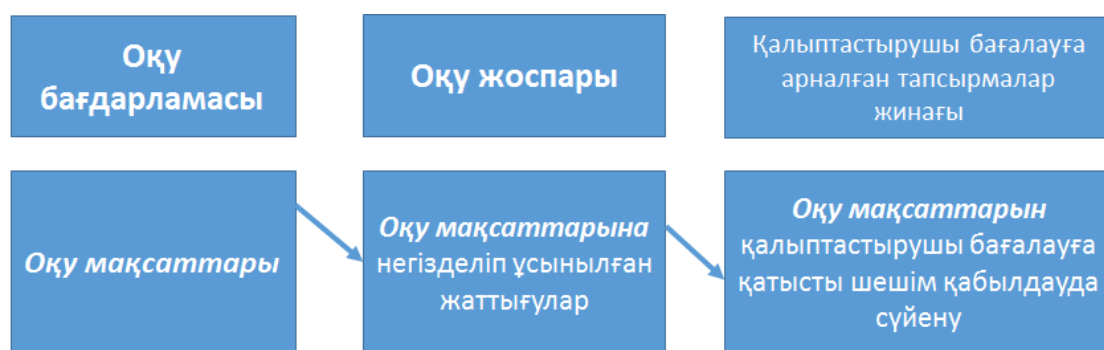 Оқу
бағдарламасы
Оқу жоспары
Қалыптастырушы бағалауға
арналған тапсырмалар
жинағы
Оқу мақсаттары
Оқу мақсаттарына
негізделіп ұсынылған
жаттығулар
Оқу мақсаттарын
қалыптастырушы бағалауға
қатысты шешім қабылдауда
сүйену